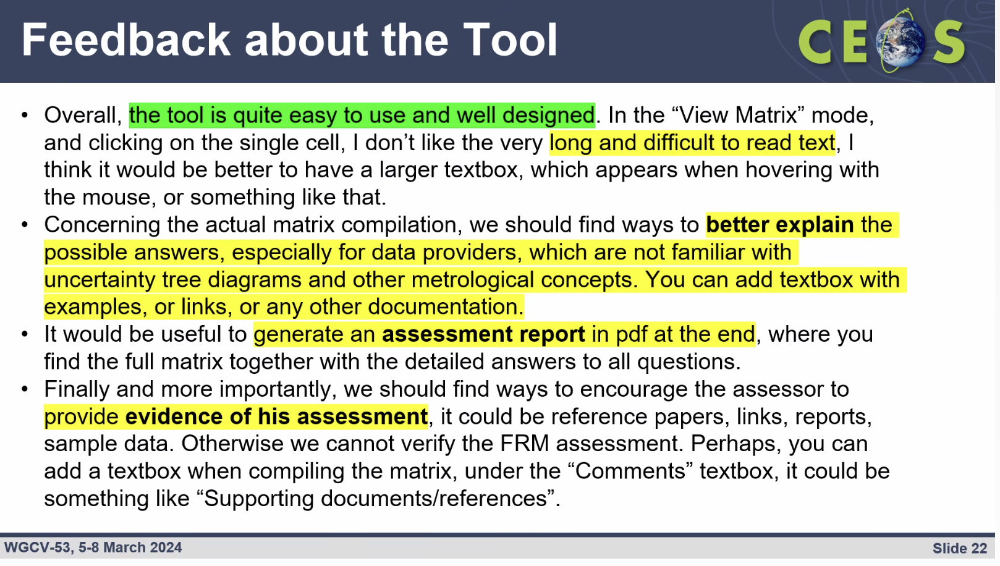 Feedback about the Tool
CEOS
• Overall, the tool is quite easy to use and well designed. In the “View Matrix” mode,
and clicking on the single cell, I don’t like the very long and difficult to read text, I
think it would be better to have a larger textbox, which appears when hovering with
the mouse, or something like that.
• Concerning the actual matrix compilation, we should find ways to better explain the
possible answers, especially for data providers, which are not familiar with
uncertainty tree diagrams and other metrological concepts. You can add textbox with
examples, or links, or any other documentation.
• It would be useful to generate an assessment report in pdf at the end, where you
find the full matrix together with the detailed answers to all questions.
• Finally and more importantly, we should find ways to encourage the assessor to
provide evidence of his assessment, it could be reference papers, links, reports,
sample data. Otherwise we cannot verify the FRM assessment. Perhaps, you can
add a textbox when compiling the matrix, under the “Comments” textbox, it could be
something like “Supporting documents/references”.
WGCV-53, 5-8 March 2024
Slide 22